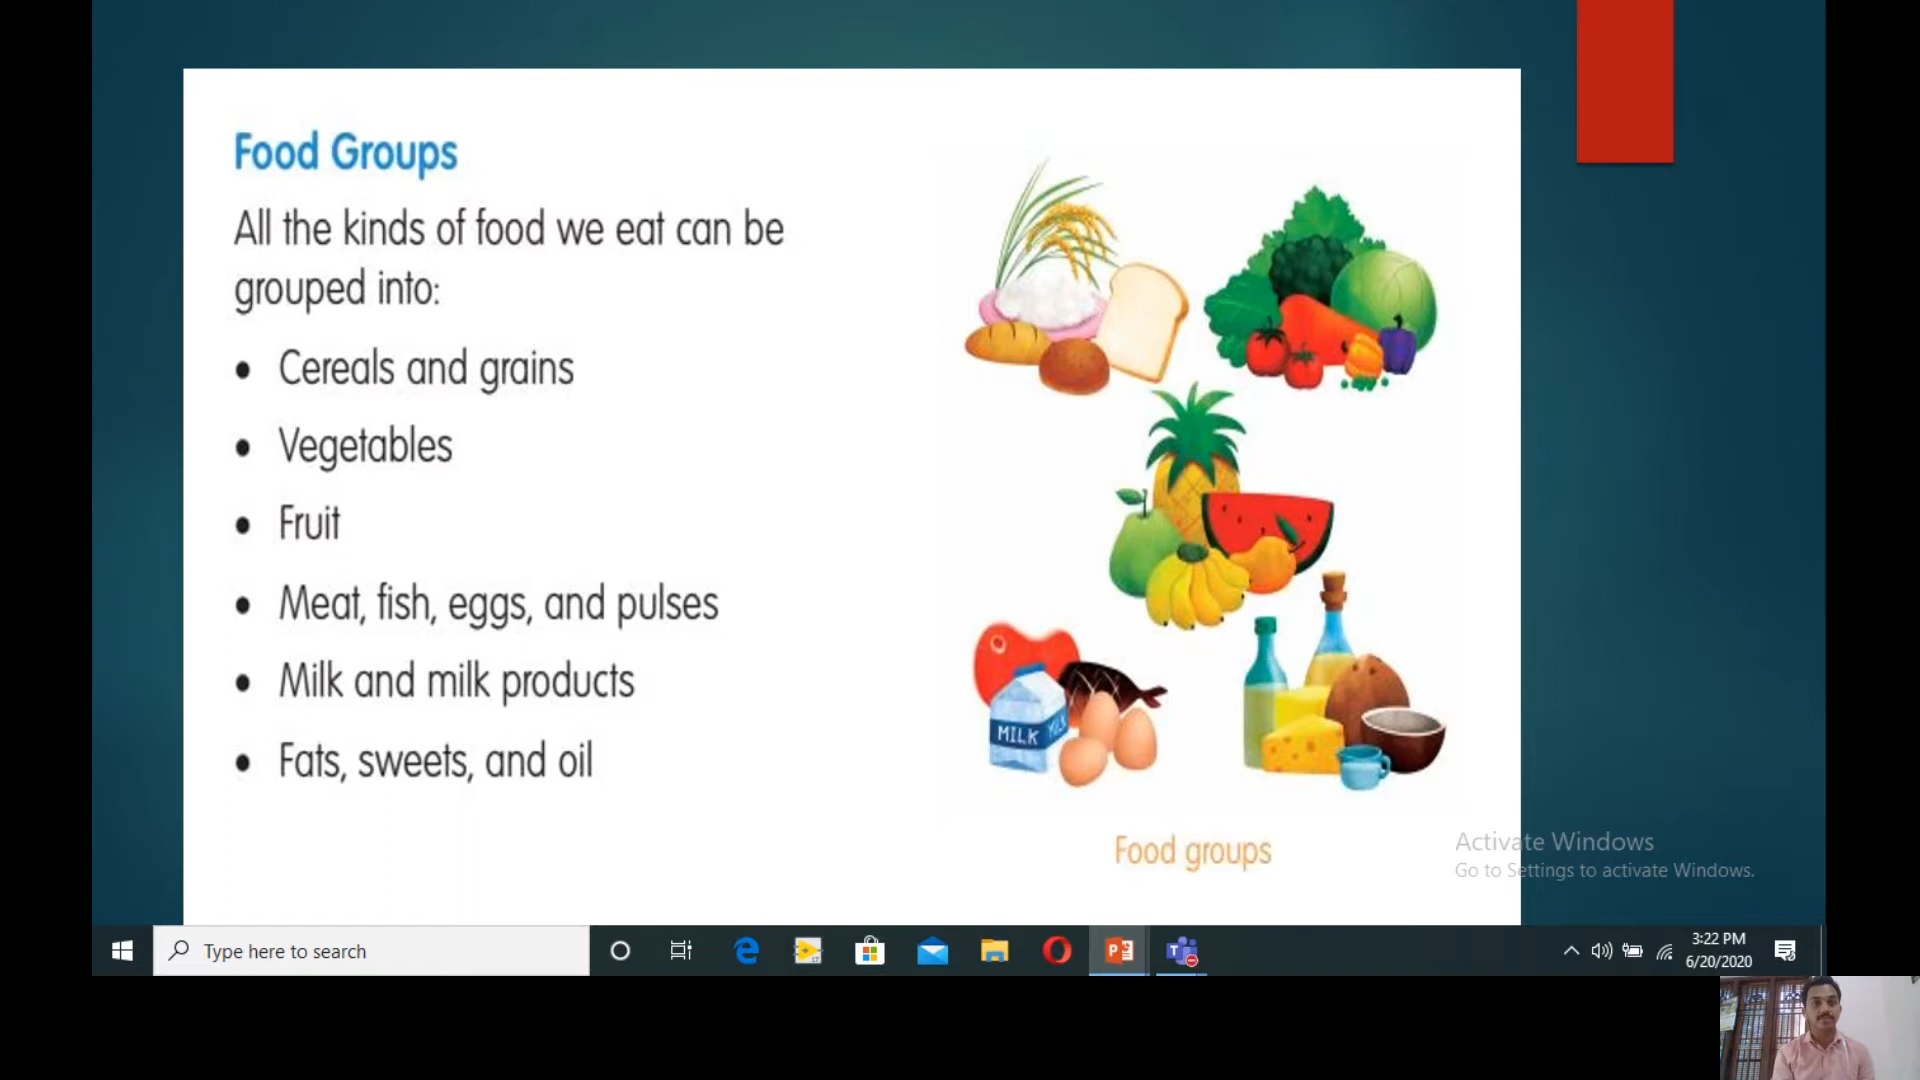 Food Groups
All the kinds of food we eat can be
grouped into:
• Cereals and grains
• Vegetables
• Fruit
• Meat, fish, eggs, and pulses
• Milk and milk products
• Fats, sweets, and oil
MILK
Food groups
Activate Windows
Go to Settings to activate Windows.
Type here to search
3:22 PM
6/20/2020